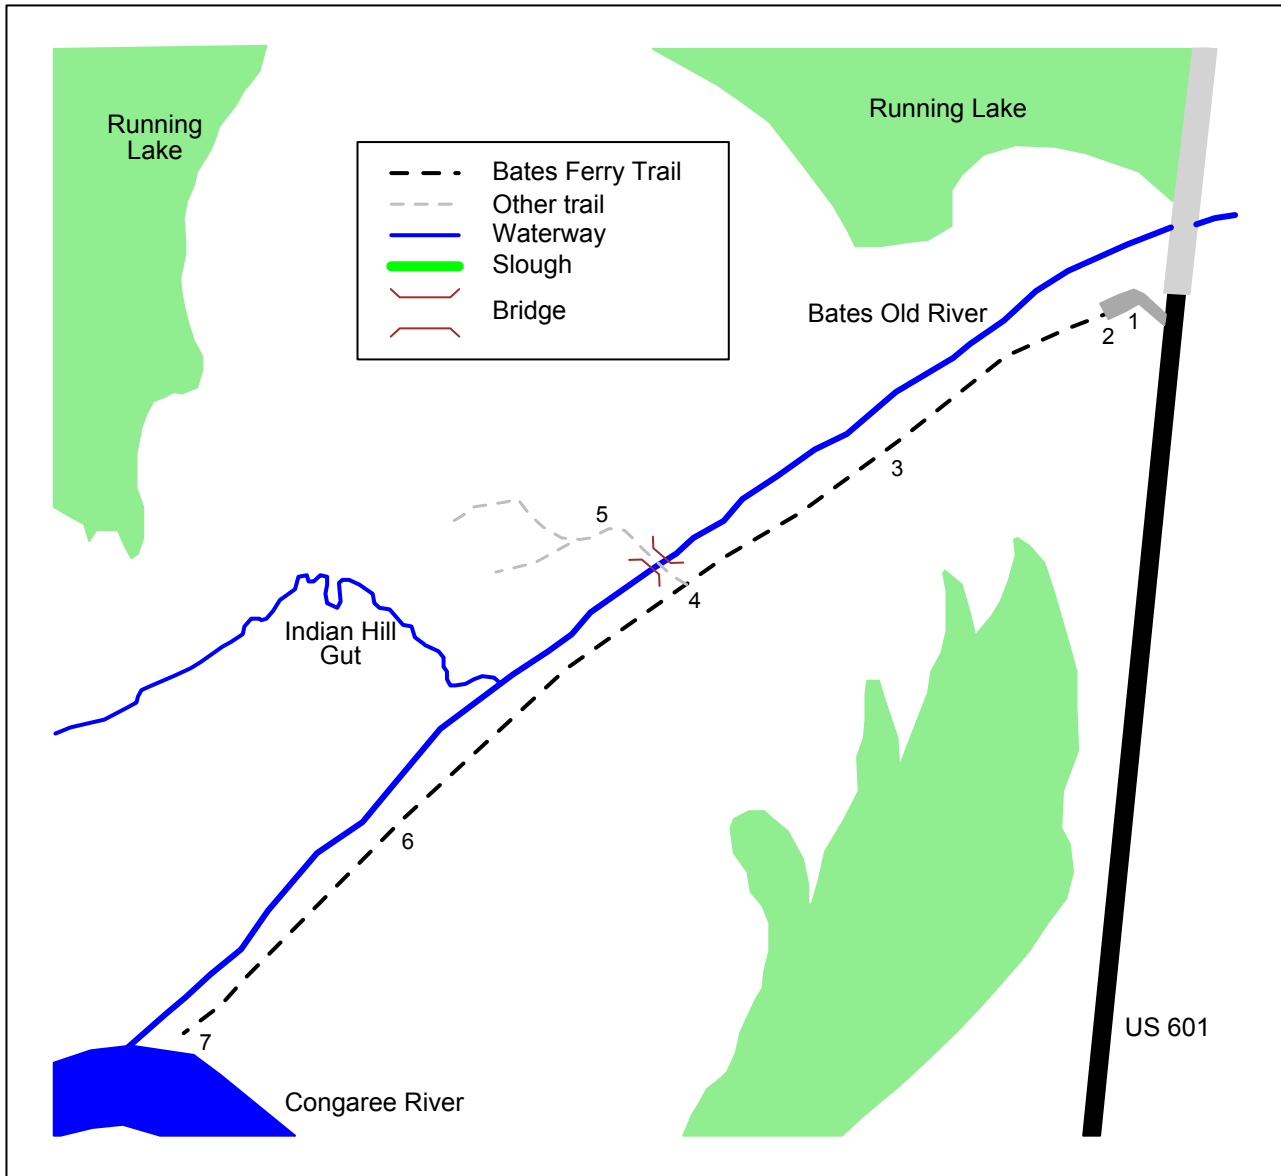 Running
Lake
Running Lake
Bates Ferry Trail
Other trail
Waterway
Slough
Bridge
Bates Old River
1
2
3
5
4
Indian Hill
Gut
6
US 601
7
Congaree River